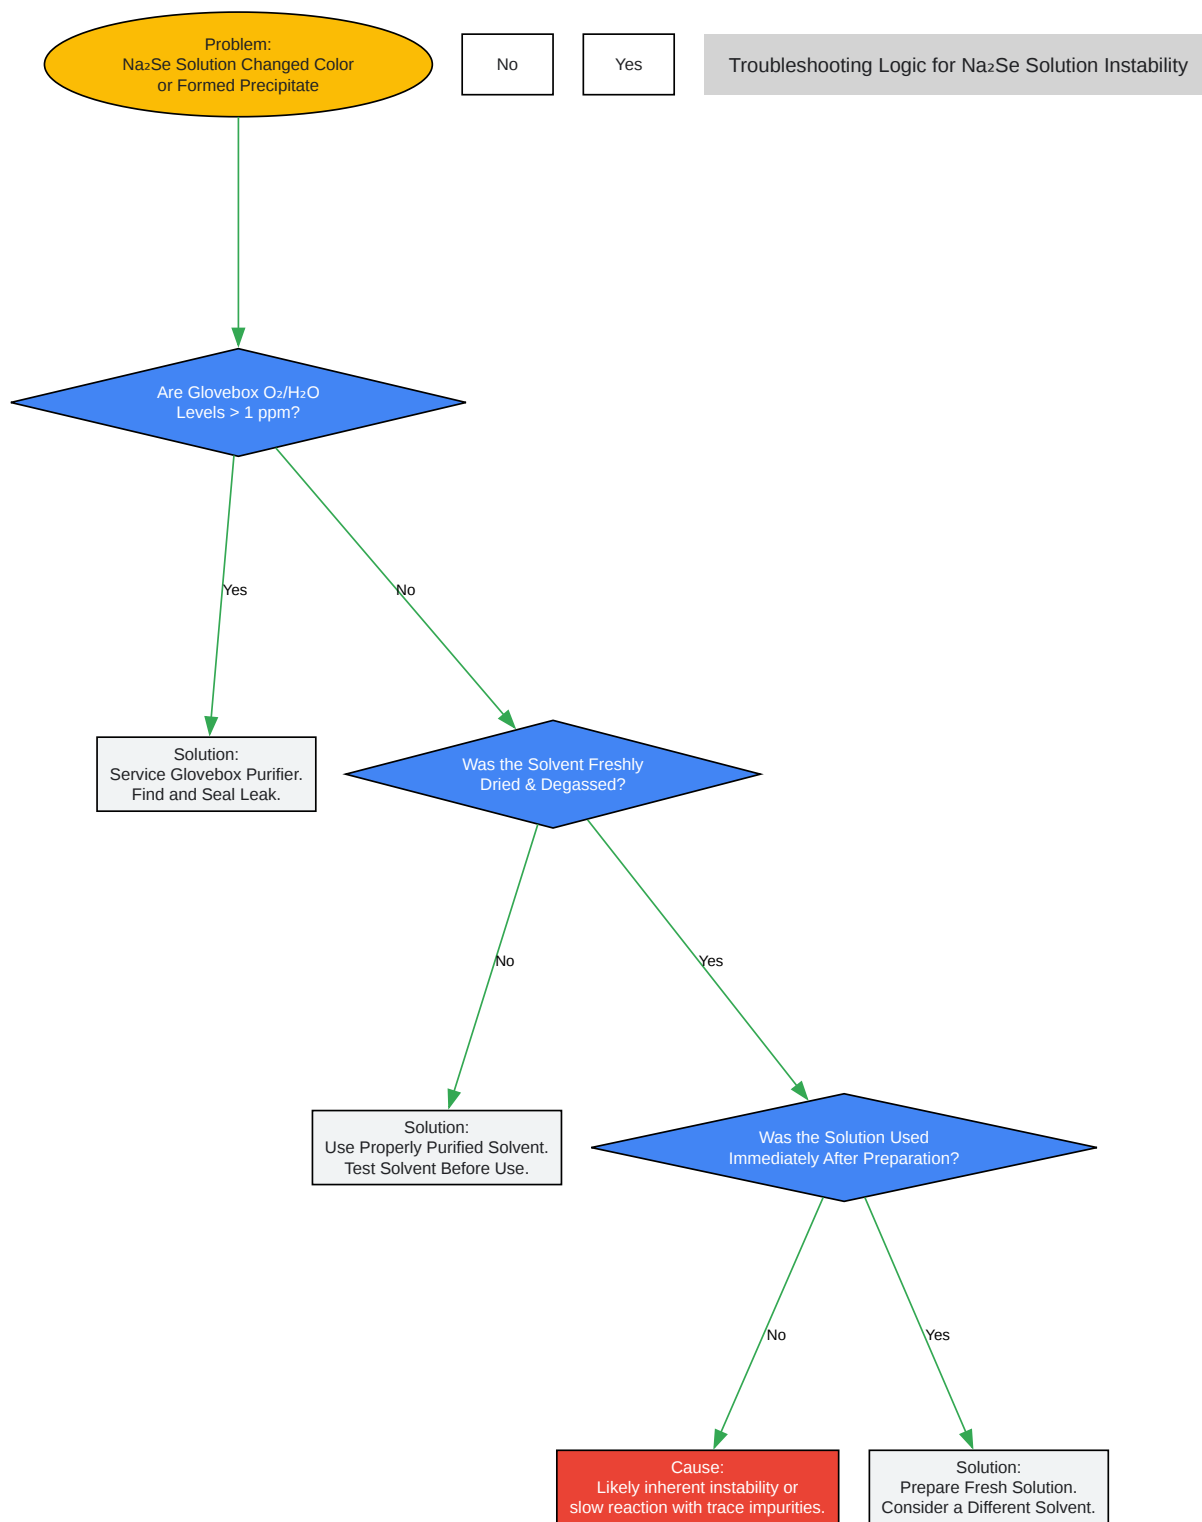 Problem:
Na₂Se Solution Changed Color
or Formed Precipitate
No
Yes
Troubleshooting Logic for Na₂Se Solution Instability
Are Glovebox O₂/H₂O
Levels > 1 ppm?
Yes
No
Solution:
Service Glovebox Purifier.
Find and Seal Leak.
Was the Solvent Freshly
Dried & Degassed?
No
Yes
Solution:
Use Properly Purified Solvent.
Test Solvent Before Use.
Was the Solution Used
Immediately After Preparation?
No
Yes
Cause:
Likely inherent instability or
slow reaction with trace impurities.
Solution:
Prepare Fresh Solution.
Consider a Different Solvent.